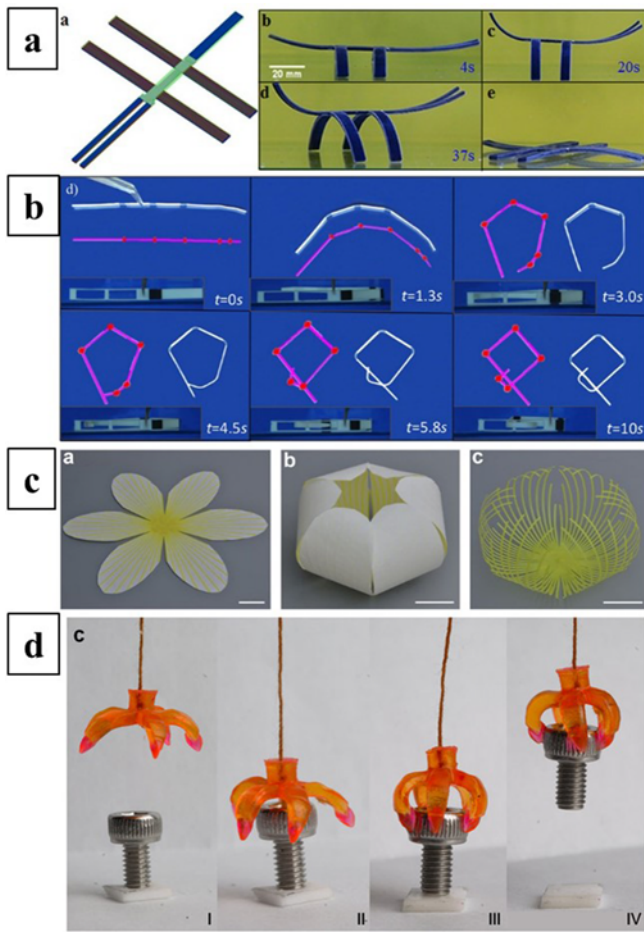 a
a
b
20 mm
4s
c
20s
d
37s
e
b
d)
t=0s
t=1.3s
t=3.0s
t=4.5s
t=5.8s
t=10s
c
a
b
c
d
c
I
II
III
IV